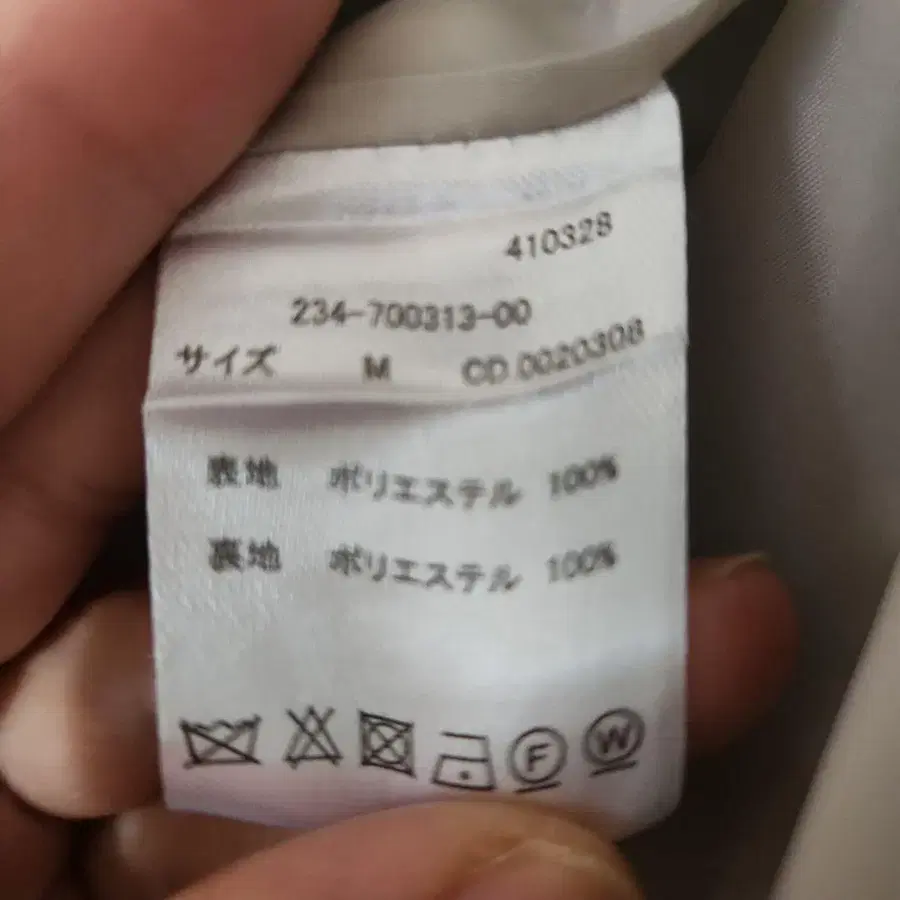 410328
234-700313-00
サイズ M CD.0020308
表地 ポリエステル 100%
裏地 ポリエステル 100%
F W